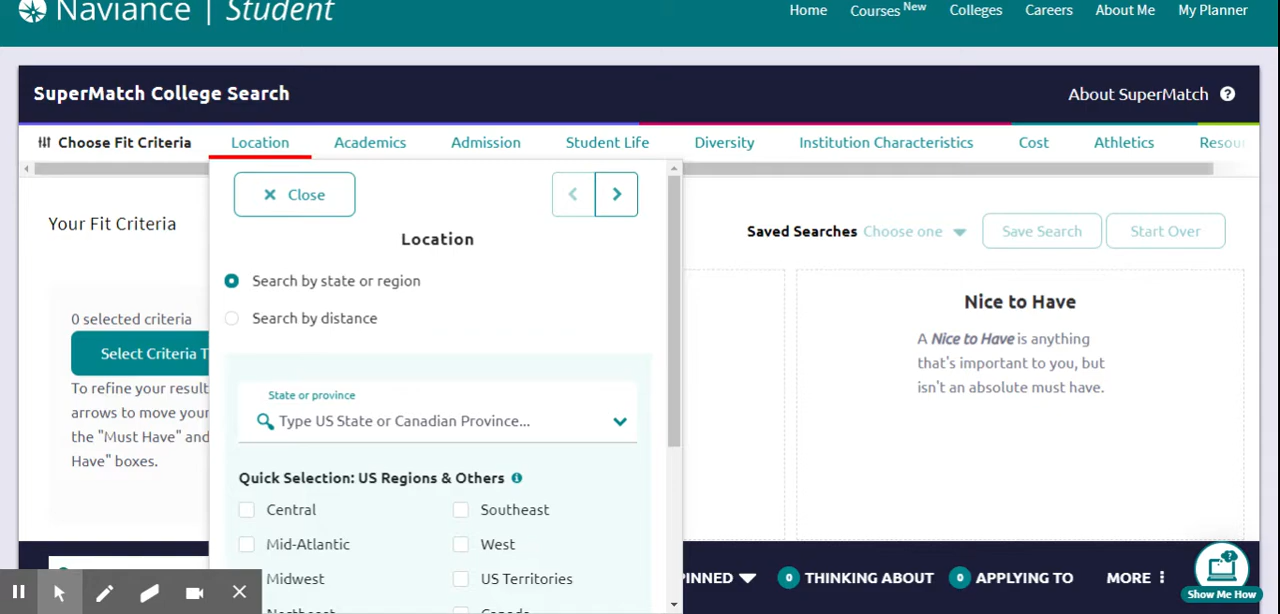 Naviance | Student
Home Courses New Colleges Careers About Me My Planner
SuperMatch College Search
About SuperMatch ?
Choose Fit Criteria Location Academics Admission Student Life Diversity Institution Characteristics Cost Athletics Resou
Close
Your Fit Criteria
Saved Searches Choose one Save Search Start Over
Location
Search by state or region
Search by distance
0 selected criteria
Select Criteria T
To refine your result
arrows to move your
the "Must Have" and
Have" boxes.
State or province
Type US State or Canadian Province...
Quick Selection: US Regions & Others
Central
Southeast
Mid-Atlantic
West
Midwest
US Territories
Northeast
Canada
Nice to Have
A Nice to Have is anything
that's important to you, but
isn't an absolute must have.
PINNED 0 THINKING ABOUT 0 APPLYING TO MORE
Show Me How